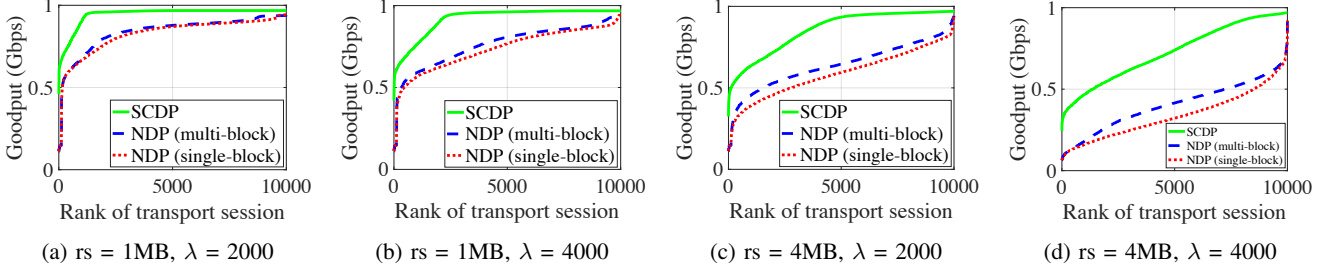 Goodput (Gbps)
1
0.5
0
SCDP
NDP (multi-block)
NDP (single-block)
0 5000 10000
Rank of transport session
(a) rs = 1MB, λ = 2000
Goodput (Gbps)
1
0.5
0
SCDP
NDP (multi-block)
NDP (single-block)
0 5000 10000
Rank of transport session
(b) rs = 1MB, λ = 4000
Goodput (Gbps)
1
0.5
0
SCDP
NDP (multi-block)
NDP (single-block)
0 5000 10000
Rank of transport session
(c) rs = 4MB, λ = 2000
Goodput (Gbps)
1
0.5
0
SCDP
NDP (multi-block)
NDP (single-block)
0 5000 10000
Rank of transport session
(d) rs = 4MB, λ = 4000